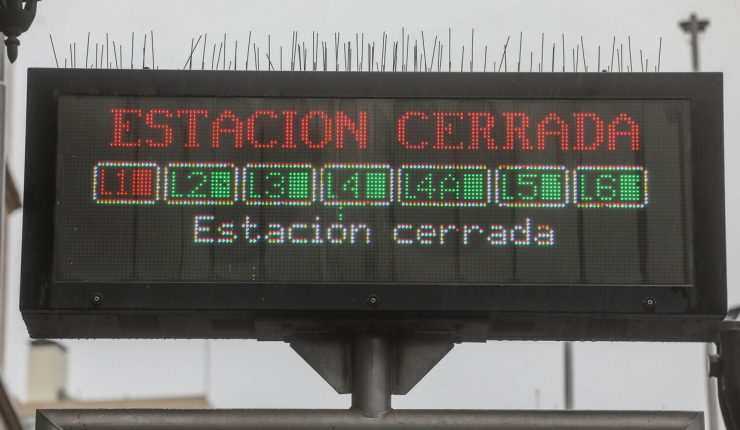 ESTACION CERRADA
L1 L2 L3 L4 L4A L5 L6
Estación cerrada